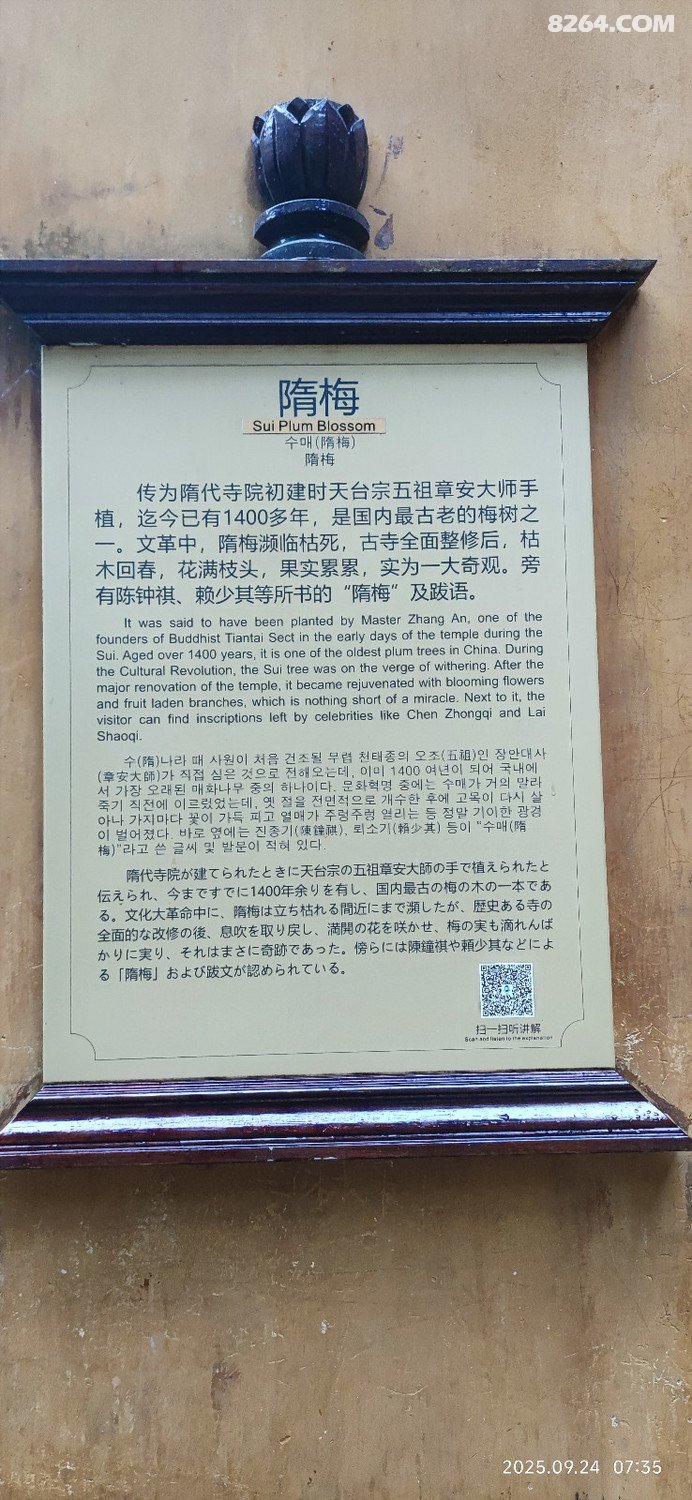 8264.COM
隋梅
Sui Plum Blossom
수매(隋梅)
隋梅
传为隋代寺院初建时天台宗五祖章安大师手
植，迄今已有1400多年，是国内最古老的梅树之
一。文革中，隋梅濒临枯死，古寺全面整修后，枯
木回春，花满枝头，果实累累，实为一大奇观。旁
有陈钟祺、赖少其等所书的“隋梅”及跋语。
It was said to have been planted by Master Zhang An, one of the
founders of Buddhist Tiantai Sect in the early days of the temple during the
Sui. Aged over 1400 years, it is one of the oldest plum trees in China. During
the Cultural Revolution, the Sui tree was on the verge of withering. After the
major renovation of the temple, it became rejuvenated with blooming flowers
and fruit laden branches, which is nothing short of a miracle. Next to it, the
visitor can find inscriptions left by celebrities like Chen Zhongqi and Lai
Shaoqi.
수(隋)나라 때 사원이 처음 건조될 무렵 천태종의 오조(五祖)인 장안대사
(章安大師)가 직접 심은 것으로 전해오는데, 이미 1400 여년이 되어 국내에
서 가장 오래된 매화나무 중의 하나이다. 문화혁명 중에는 수매가 거의 말라
죽기 직전에 이르렀었는데, 옛 절을 전면적으로 개수한 후에 고목이 다시 살
아나 가지마다 꽃이 가득 피고 열매가 주렁주렁 열리는 등 정말 기이한 광경
이 벌어졌다. 바로 옆에는 진종기(陳鐘祺), 뢰소기(賴少其) 등이 "수매(隋
梅)"라고 쓴 글씨 및 발문이 적혀 있다.
隋代寺院が建てられたときに天台宗の五祖章安大師の手で植えられたと
伝えられ、今まですでに1400年余りを有し、国内最古の梅の木の一本であ
る。文化大革命中に、隋梅は立ち枯れる間近にまで瀕したが、歴史ある寺の
全面的な改修の後、息吹を取り戻し、満開の花を咲かせ、梅の実も滴れんば
かりに実り、それはまさに奇跡であった。傍らには陳鐘祺や頼少其などによ
る「隋梅」および跋文が認められている。
扫一扫听讲解
Scan and listen to the explanation
2025.09.24 07:35